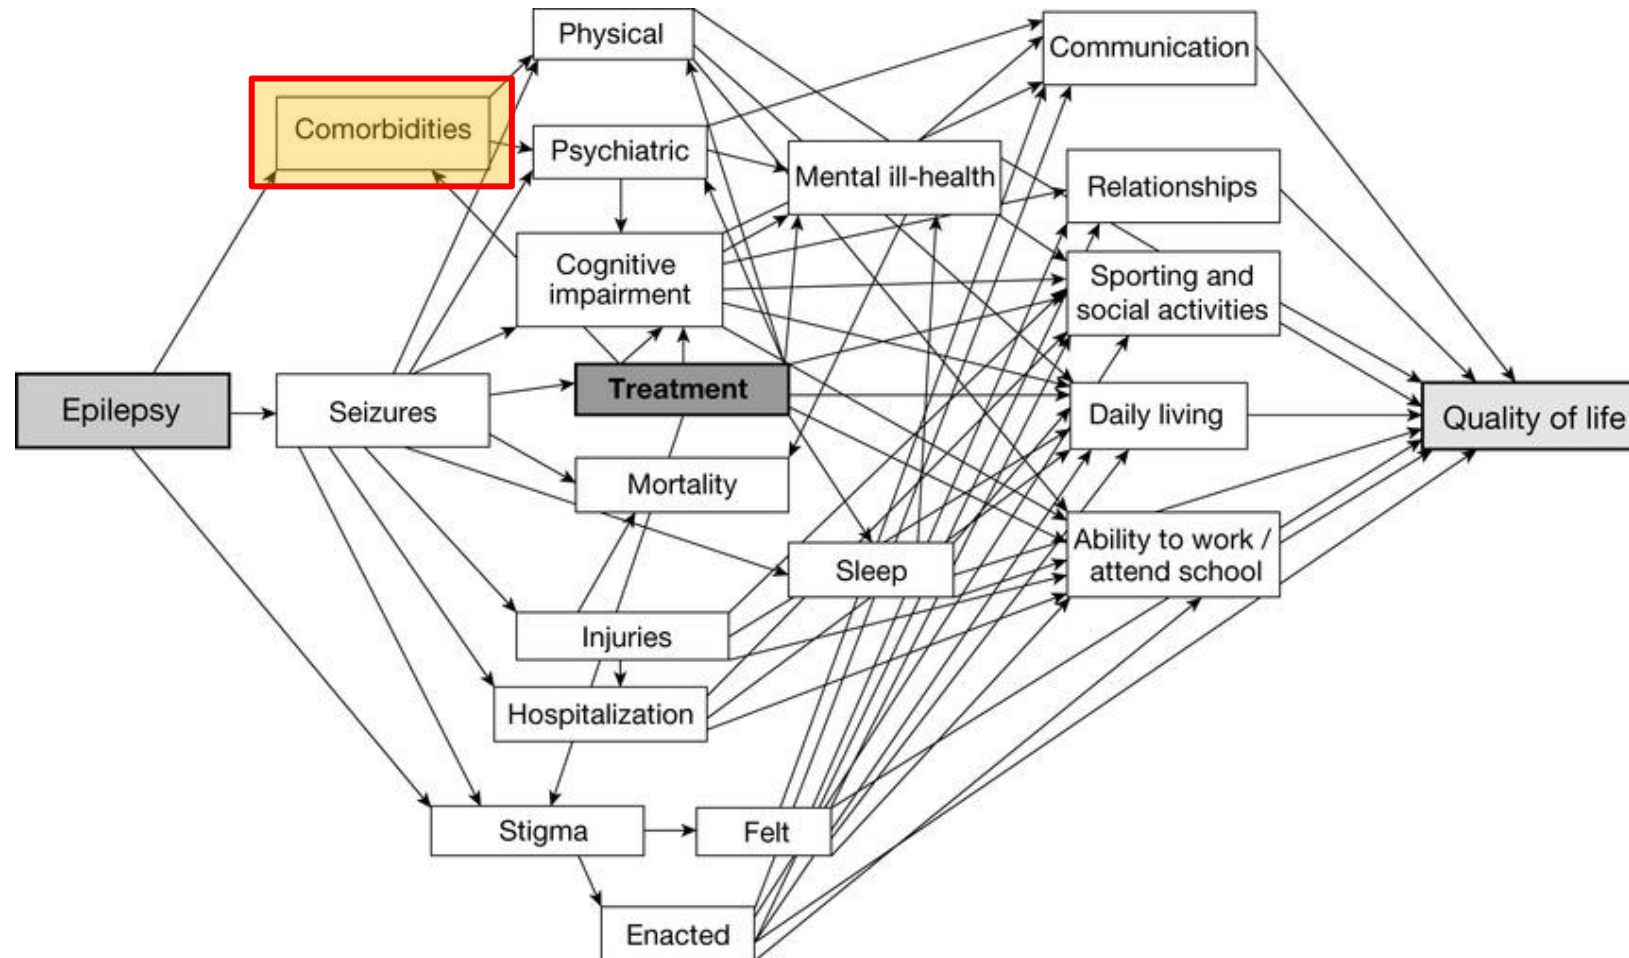 Physical
Communication
Comorbidities
Psychiatric
Mental ill-health
Relationships
Cognitive
impairment
Sporting and
social activities
Epilepsy
Seizures
Treatment
Daily living
Quality of life
Mortality
Sleep
Ability to work /
attend school
Injuries
Hospitalization
Stigma
Felt
Enacted